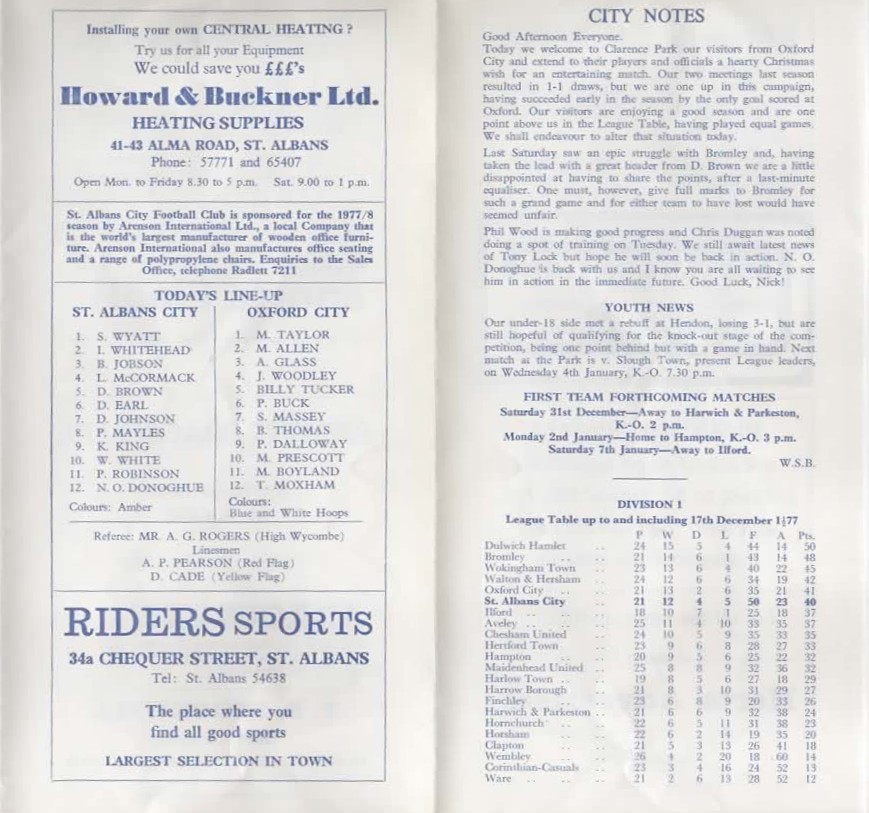 Installing your own CENTRAL HEATING ?
Try us for all your Equipment
We could save you £££'s
Howard & Buckner Ltd.
HEATING SUPPLIES
41-43 ALMA ROAD, ST. ALBANS
Phone: 57771 and 65407
Open Mon. to Friday 8.30 to 5 p.m. Sat. 9.00 to 1 p.m.
St. Albans City Football Club is sponsored for the 1977/8
season by Arenson International Ltd., a local Company that
is the world's largest manufacturer of wooden office furni-
ture. Arenson International also manufactures office seating
and a range of polypropylene chairs. Enquiries to the Sales
Office, telephone Radlett 7211
TODAY'S LINE-UP
ST. ALBANS CITY
1. S. WYATT
2. I. WHITEHEAD
3. B. JOBSON
4. L. McCORMACK
5. D. BROWN
6. D. EARL
7. D. JOHNSON
8. P. MAYLES
9. K. KING
10. W. WHITE
11. P. ROBINSON
12. N. O. DONOGHUE
Colours: Amber
OXFORD CITY
1. M. TAYLOR
2. M. ALLEN
3. A. GLASS
4. J. WOODLEY
5. BILLY TUCKER
6. P. BUCK
7. S. MASSEY
8. B. THOMAS
9. P. DALLOWAY
10. M. PRESCOTT
11. M. BOYLAND
12. T. MOXHAM
Colours:
Blue and White Hoops
Referee: MR. A. G. ROGERS (High Wycombe)
Linesmen
A. P. PEARSON (Red Flag)
D. CADE (Yellow Flag)
RIDERS SPORTS
34a CHEQUER STREET, ST. ALBANS
Tel: St. Albans 54638
The place where you
find all good sports
LARGEST SELECTION IN TOWN
CITY NOTES
Good Afternoon Everyone.
Today we welcome to Clarence Park our visitors from Oxford
City and extend to their players and officials a hearty Christmas
wish for an entertaining match. Our two meetings last season
resulted in 1-1 draws, but we are one up in this campaign,
having succeeded early in the season by the only goal scored at
Oxford. Our visitors are enjoying a good season and are one
point above us in the League Table, having played equal games.
We shall endeavour to alter that situation today.
Last Saturday saw an epic struggle with Bromley and, having
taken the lead with a great header from D. Brown we are a little
disappointed at having to share the points, after a last-minute
equaliser. One must, however, give full marks to Bromley for
such a grand game and for either team to have lost would have
seemed unfair.
Phil Wood is making good progress and Chris Duggan was noted
doing a spot of training on Tuesday. We still await latest news
of Tony Lock but hope he will soon be back in action. N. O.
Donoghue is back with us and I know you are all waiting to see
him in action in the immediate future. Good Luck, Nick!
YOUTH NEWS
Our under-18 side met a rebuff at Hendon, losing 3-1, but are
still hopeful of qualifying for the knock-out stage of the com-
petition, being one point behind but with a game in hand. Next
match at the Park is v. Slough Town, present League leaders,
on Wednesday 4th January, K.-O. 7.30 p.m.
FIRST TEAM FORTHCOMING MATCHES
Saturday 31st December—Away to Harwich & Parkeston,
K.-O. 2 p.m.
Monday 2nd January—Home to Hampton, K.-O. 3 p.m.
Saturday 7th January—Away to Ilford.
W.S.B.
DIVISION 1
League Table up to and including 17th December 1977
P W D L F A Pts.
Dulwich Hamlet .. 24 15 5 4 44 14 50
Bromley .. .. 21 14 6 1 43 14 48
Wokingham Town .. 23 13 6 4 40 22 45
Walton & Hersham .. 24 12 6 6 34 19 42
Oxford City .. .. 21 13 2 6 35 21 41
St. Albans City .. 21 12 4 5 50 23 40
Ilford .. .. 18 10 7 1 25 18 37
Aveley .. .. 25 11 4 10 33 35 37
Chesham United .. 24 10 5 9 35 33 35
Hertford Town .. 23 9 6 8 28 27 33
Hampton .. .. 20 9 5 6 25 22 32
Maidenhead United .. 25 8 8 9 32 36 32
Harlow Town .. .. 19 8 5 6 27 18 29
Harrow Borough .. 21 8 3 10 31 29 27
Finchley .. .. 23 6 8 9 20 33 26
Harwich & Parkeston .. 21 6 6 9 32 38 24
Hornchurch .. .. 22 6 5 11 31 38 23
Horsham .. .. 22 6 2 14 19 35 20
Clapton .. .. 21 5 3 13 26 41 18
Wembley .. .. 26 4 2 20 18 60 14
Corinthian-Casuals .. 23 3 4 16 24 52 13
Ware .. .. .. 21 2 6 13 28 52 12